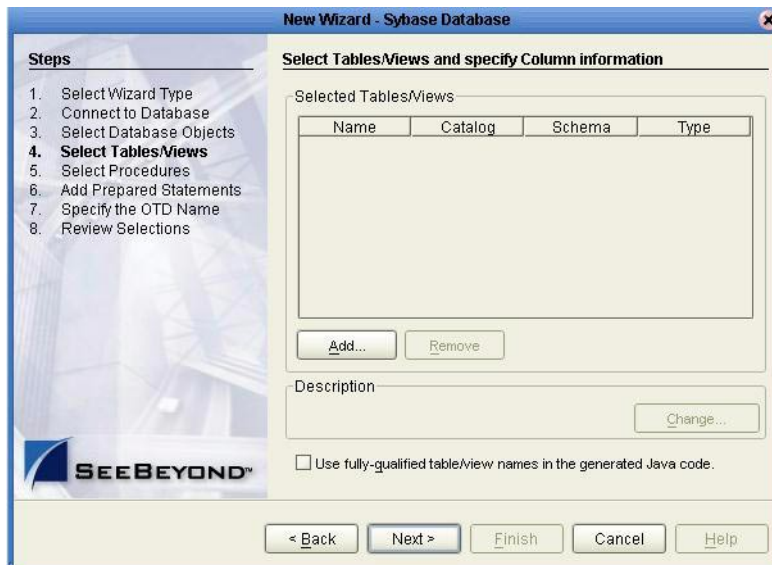 New Wizard - Sybase Database
Steps
1. Select Wizard Type
2. Connect to Database
3. Select Database Objects
4. Select Tables/Views
5. Select Procedures
6. Add Prepared Statements
7. Specify the OTD Name
8. Review Selections
SEEBEYOND™
Select Tables/Views and specify Column information
Selected Tables/Views
Name Catalog Schema Type
Add... Remove
Description
Change...
Use fully-qualified table/view names in the generated Java code.
< Back Next > Finish Cancel Help